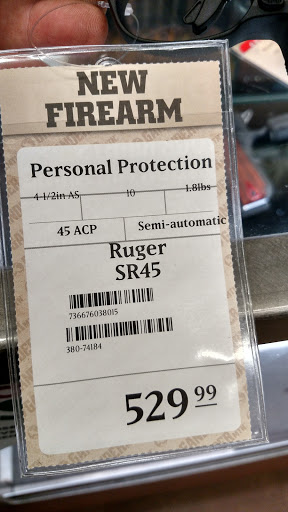 NEW
FIREARM
Personal Protection
4-1/2in AS 10 1.8lbs
45 ACP Semi-automatic
Ruger
SR45
736676038015
380-74184
529 99